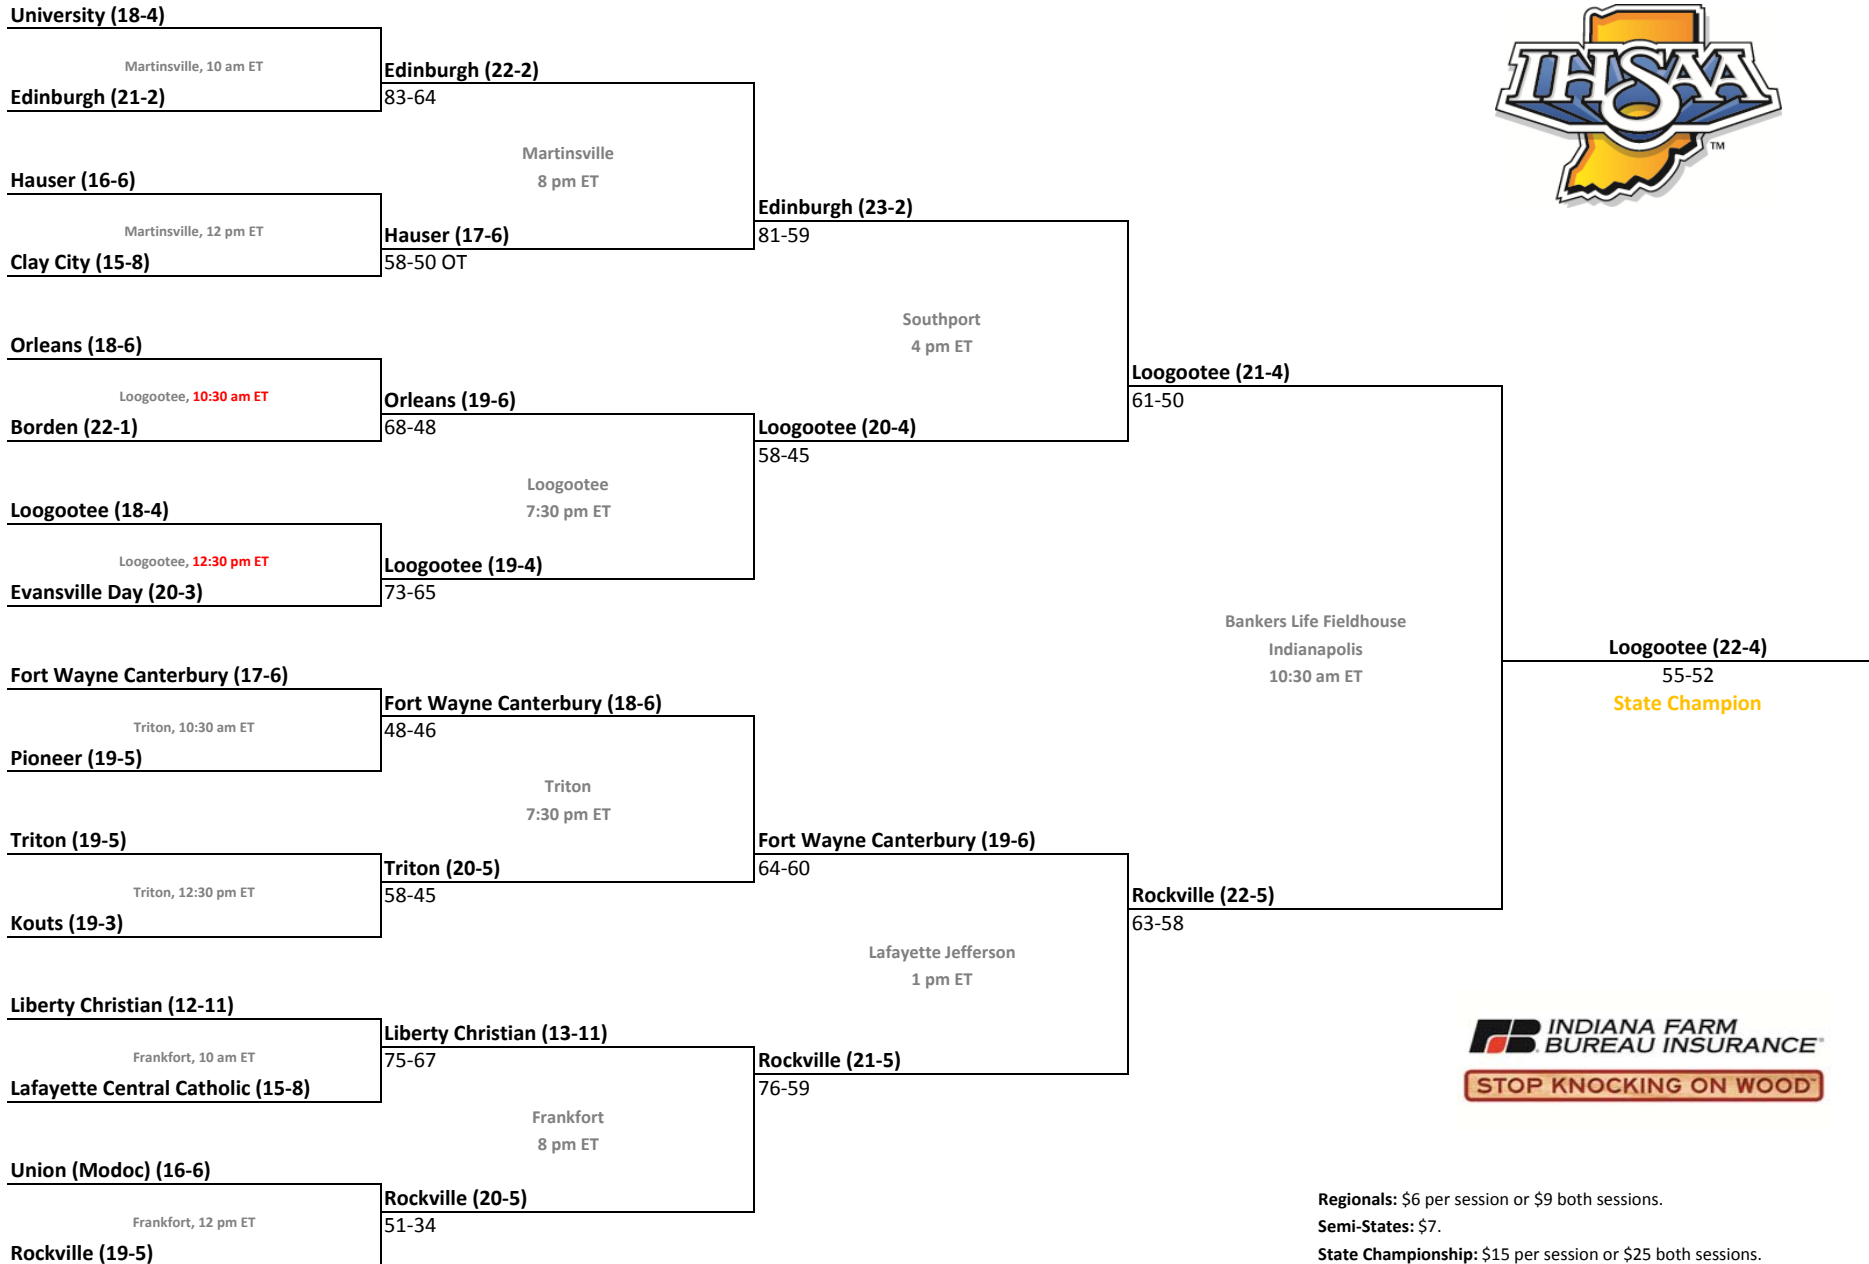 University (18-4)
Martinsville, 10 am ET
Edinburgh (21-2)
Edinburgh (22-2)
83-64
Martinsville
8 pm ET
Hauser (16-6)
Martinsville, 12 pm ET
Clay City (15-8)
Hauser (17-6)
58-50 OT
Edinburgh (23-2)
81-59
Southport
4 pm ET
Orleans (18-6)
Loogootee, 10:30 am ET
Borden (22-1)
Orleans (19-6)
68-48
Loogootee
7:30 pm ET
Loogootee (18-4)
Loogootee, 12:30 pm ET
Evansville Day (20-3)
Loogootee (19-4)
73-65
Loogootee (20-4)
58-45
Loogootee (21-4)
61-50
Bankers Life Fieldhouse
Indianapolis
10:30 am ET
Loogootee (22-4)
55-52
State Champion
Fort Wayne Canterbury (17-6)
Triton, 10:30 am ET
Pioneer (19-5)
Fort Wayne Canterbury (18-6)
48-46
Triton
7:30 pm ET
Triton (19-5)
Triton, 12:30 pm ET
Kouts (19-3)
Triton (20-5)
58-45
Fort Wayne Canterbury (19-6)
64-60
Lafayette Jefferson
1 pm ET
Rockville (22-5)
63-58
Liberty Christian (12-11)
Frankfort, 10 am ET
Lafayette Central Catholic (15-8)
Liberty Christian (13-11)
75-67
Frankfort
8 pm ET
Rockville (21-5)
76-59
Union (Modoc) (16-6)
Frankfort, 12 pm ET
Rockville (19-5)
Rockville (20-5)
51-34
IHSAA
TM
INDIANA FARM
BUREAU INSURANCE
STOP KNOCKING ON WOOD
Regionals: $6 per session or $9 both sessions.
Semi-States: $7.
State Championship: $15 per session or $25 both sessions.